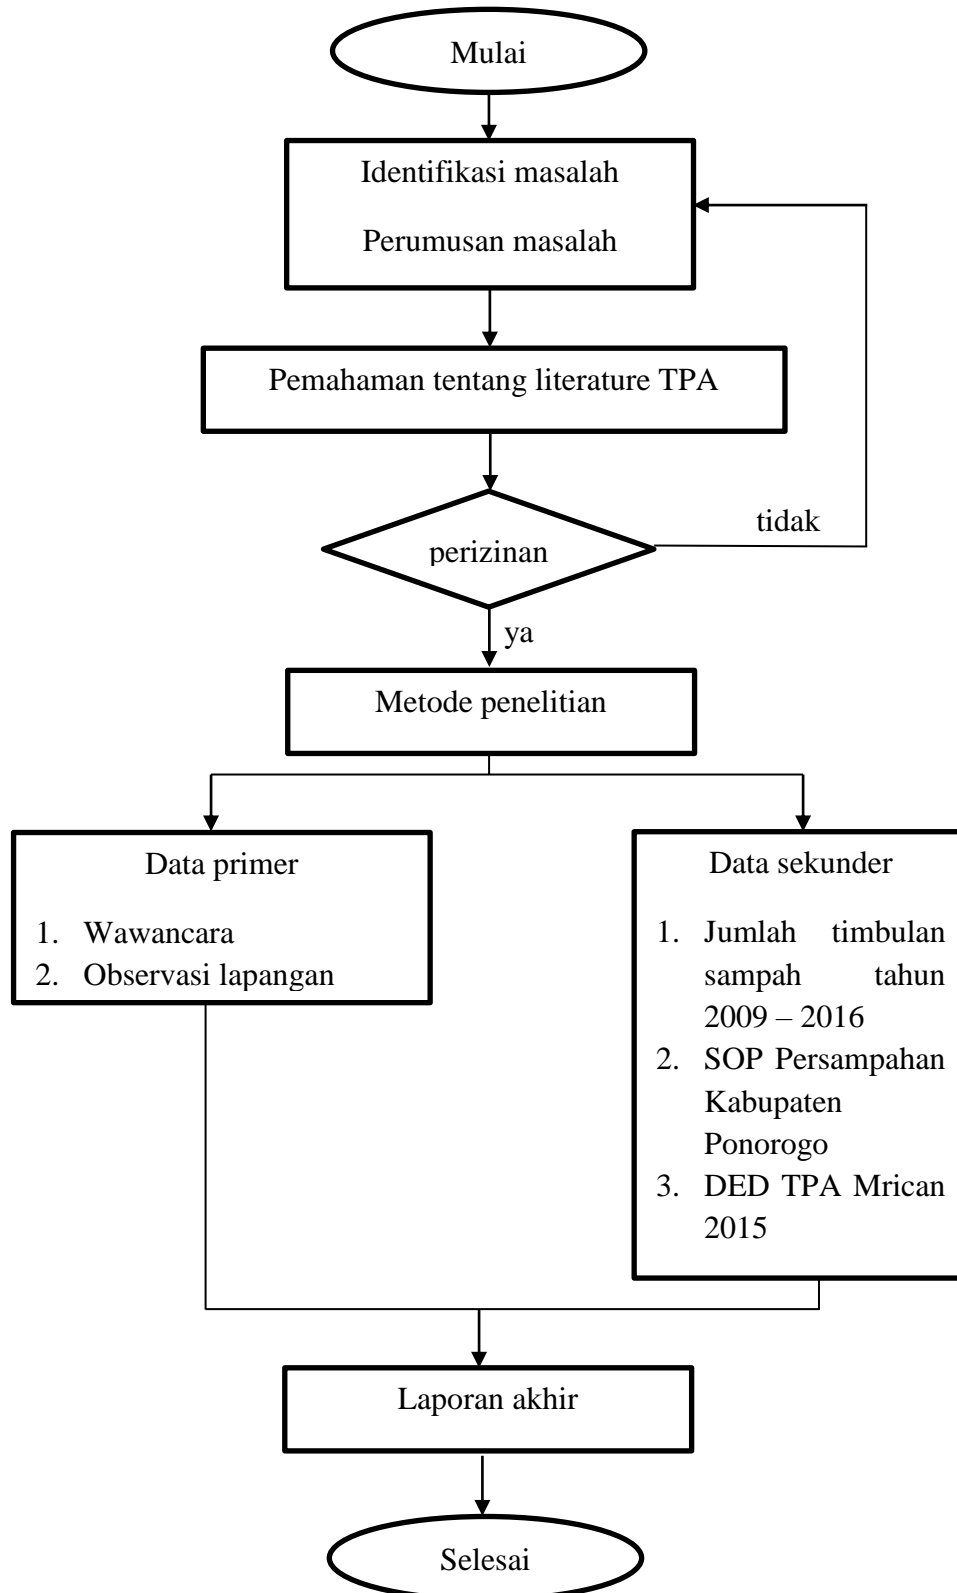 Mulai
Identifikasi masalah
Perumusan masalah
Pemahaman tentang literature TPA
tidak
perizinan
ya
Metode penelitian
Data primer
1. Wawancara
2. Observasi lapangan
Data sekunder
1. Jumlah timbulan
sampah tahun
2009 – 2016
2. SOP Persampahan
Kabupaten
Ponorogo
3. DED TPA Mrican
2015
Laporan akhir
Selesai